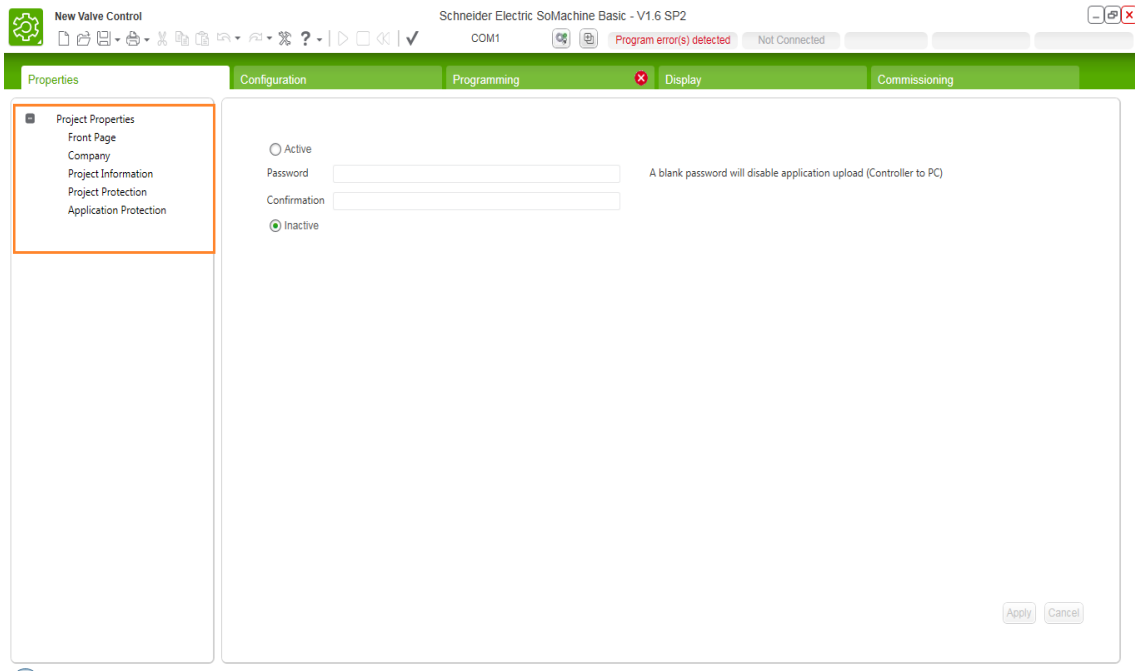 New Valve Control
Schneider Electric SoMachine Basic - V1.6 SP2
COM1
Program error(s) detected
Not Connected
Properties
Configuration
Programming
Display
Commissioning
Project Properties
Front Page
Company
Project Information
Project Protection
Application Protection
Active
Password
A blank password will disable application upload (Controller to PC)
Confirmation
Inactive
Apply
Cancel